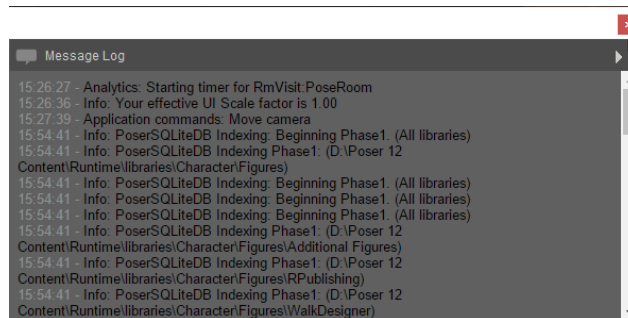 Message Log
15:26:27 - Analytics: Starting timer for RmVisit:PoseRoom
15:26:36 - Info: Your effective UI Scale factor is 1.00
15:27:39 - Application commands: Move camera
15:54:41 - Info: PoserSQLiteDB Indexing: Beginning Phase1. (All libraries)
15:54:41 - Info: PoserSQLiteDB Indexing Phase1: (D:\Poser 12
Content\Runtime\libraries\Character\Figures)
15:54:41 - Info: PoserSQLiteDB Indexing: Beginning Phase1. (All libraries)
15:54:41 - Info: PoserSQLiteDB Indexing: Beginning Phase1. (All libraries)
15:54:41 - Info: PoserSQLiteDB Indexing: Beginning Phase1. (All libraries)
15:54:41 - Info: PoserSQLiteDB Indexing Phase1: (D:\Poser 12
Content\Runtime\libraries\Character\Figures\Additional Figures)
15:54:41 - Info: PoserSQLiteDB Indexing Phase1: (D:\Poser 12
Content\Runtime\libraries\Character\Figures\RPublishing)
15:54:41 - Info: PoserSQLiteDB Indexing Phase1: (D:\Poser 12
Content\Runtime\libraries\Character\Figures\WalkDesigner)